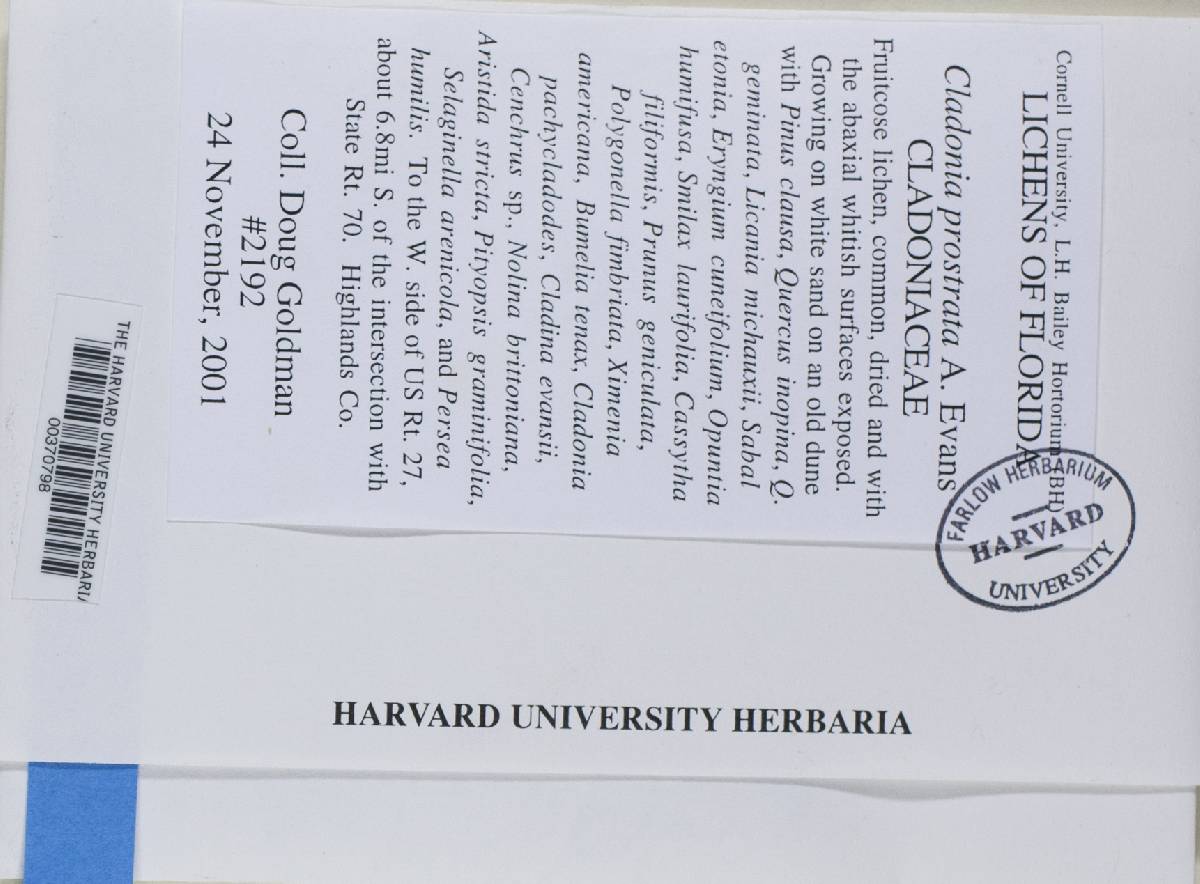 Cornell University, L.H. Bailey Hortorium (BH)
LICHENS OF FLORIDA
Cladonia prostrata A. Evans
CLADONIACEAE
Fruitcose lichen, common, dried and with
the abaxial whitish surfaces exposed.
Growing on white sand on an old dune
with Pinus clausa, Quercus inopina, Q.
geminata, Licania michauxii, Sabal
etonia, Eryngium cuneifolium, Opuntia
humifusa, Smilax laurifolia, Cassytha
filiformis, Prunus geniculata,
Polygonella fimbriata, Ximenia
americana, Bumelia tenax, Cladonia
pachycladodes, Cladina evansii,
Cenchrus sp., Nolina brittoniana,
Aristida stricta, Pityopsis graminifolia,
Selaginella arenicola, and Persea
humilis. To the W. side of US Rt. 27,
about 6.8mi S. of the intersection with
State Rt. 70. Highlands Co.
Coll. Doug Goldman
#2192
24 November, 2001
FARLOW HERBARIUM
HARVARD
UNIVERSITY
THE HARVARD UNIVERSITY HERBARIA
00370798
HARVARD UNIVERSITY HERBARIA